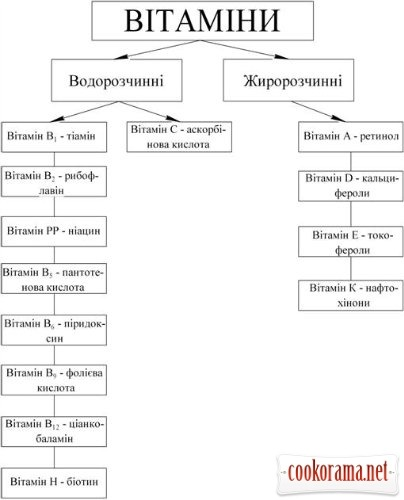 ВІТАМІНИ
Водорозчинні
Жиророзчинні
Вітамін В₁ - тіамін
Вітамін В₂ - рибоф-
лавін
Вітамін РР - ніацин
Вітамін В₅ - пантоте-
нова кислота
Вітамін В₆ - піридок-
син
Вітамін В₉ - фолієва
кислота
Вітамін В₁₂ - ціанко-
баламін
Вітамін Н - біотин
Вітамін С - аскорбі-
нова кислота
Вітамін А - ретинол
Вітамін D - кальци-
фероли
Вітамін Е - токо-
фероли
Вітамін К - нафто-
хінони
cookorama.net